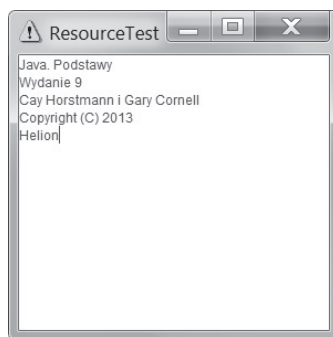 ResourceTest
Java. Podstawy
Wydanie 9
Cay Horstmann i Gary Cornell
Copyright (C) 2013
Helion